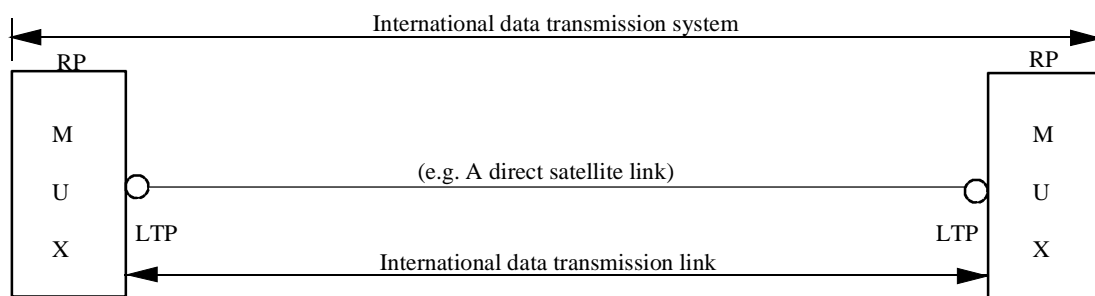 International data transmission system
RP
RP
M
U
X
(e.g. A direct satellite link)
M
U
X
LTP
LTP
International data transmission link